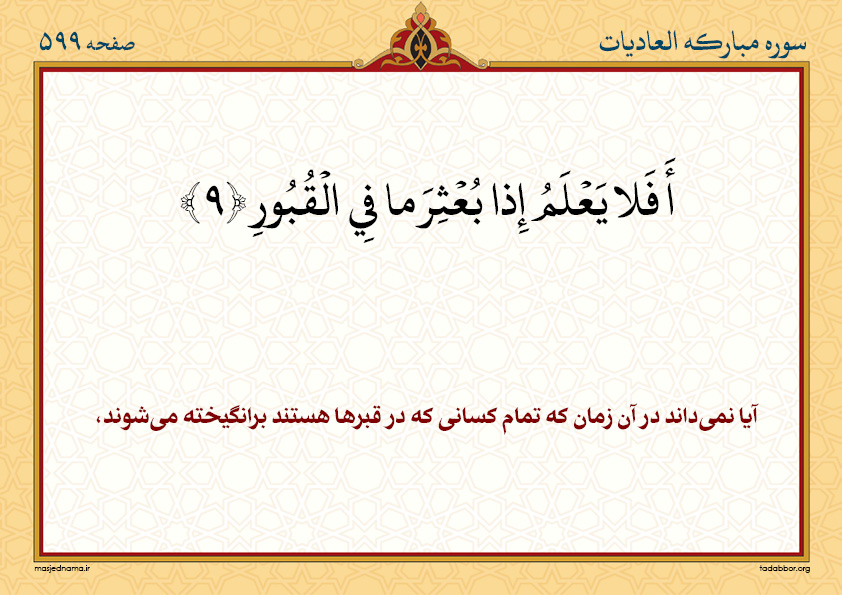 سوره مبارکه العادیات
صفحه ۵۹۹
أَ فَلا يَعْلَمُ إِذا بُعْثِرَ ما فِي الْقُبُورِ ﴿۹﴾
آیا نمی‌داند در آن زمان که تمام کسانی که در قبرها هستند برانگیخته می‌شوند،
masjednama.ir
tadabbor.org